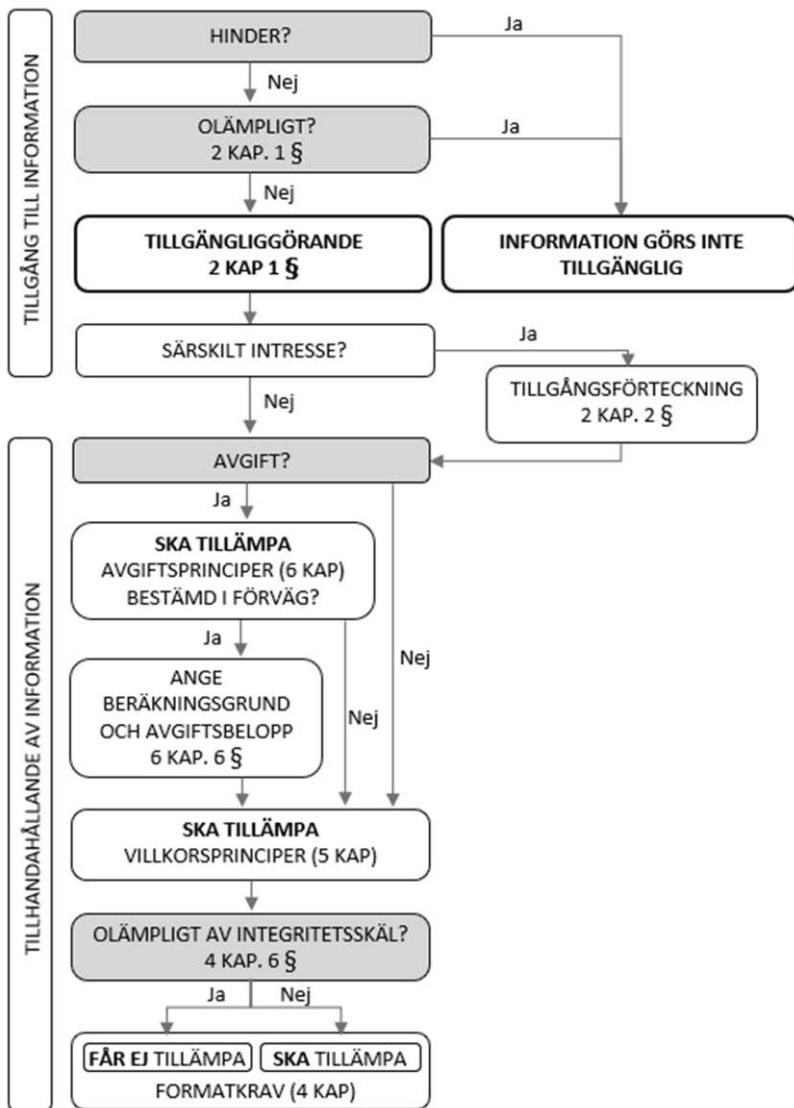 TILLGÅNG TILL INFORMATION
HINDER?
Ja
Nej
OLÄMPLIGT?
2 KAP. 1 §
Ja
Nej
TILLGÄNGLIGGÖRANDE
2 KAP 1 §
INFORMATION GÖRS INTE
TILLGÄNGLIG
SÄRSKILT INTRESSE?
Ja
Nej
TILLGÅNGSFÖRTECKNING
2 KAP. 2 §
TILLHANDAHÅLLANDE AV INFORMATION
AVGIFT?
Ja
SKA TILLÄMPA
AVGIFTSPRINCIPER (6 KAP)
BESTÄMD I FÖRVÄG?
Ja
Nej
Nej
ANGE
BERÄKNINGSGRUND
OCH AVGIFTSBELOPP
6 KAP. 6 §
SKA TILLÄMPA
VILLKORSPRINCIPER (5 KAP)
OLÄMPLIGT AV INTEGRITETSSKÄL?
4 KAP. 6 §
Ja
Nej
FÅR EJ TILLÄMPA
SKA TILLÄMPA
FORMATKRAV (4 KAP)